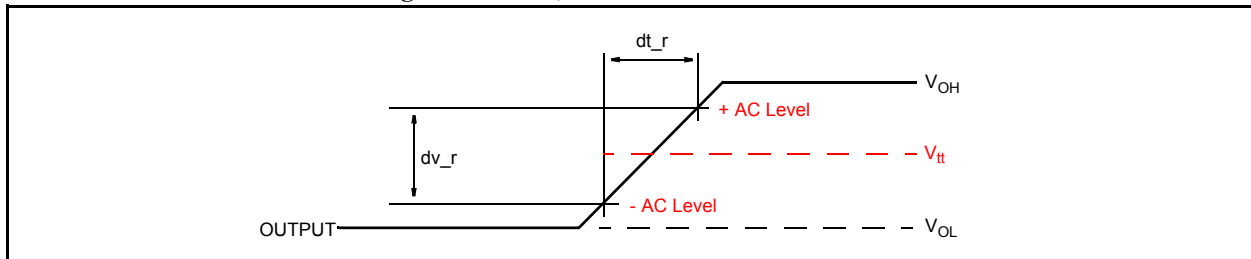 dt_r
V_OH
+ AC Level
dv_r
V_tt
- AC Level
OUTPUT
V_OL